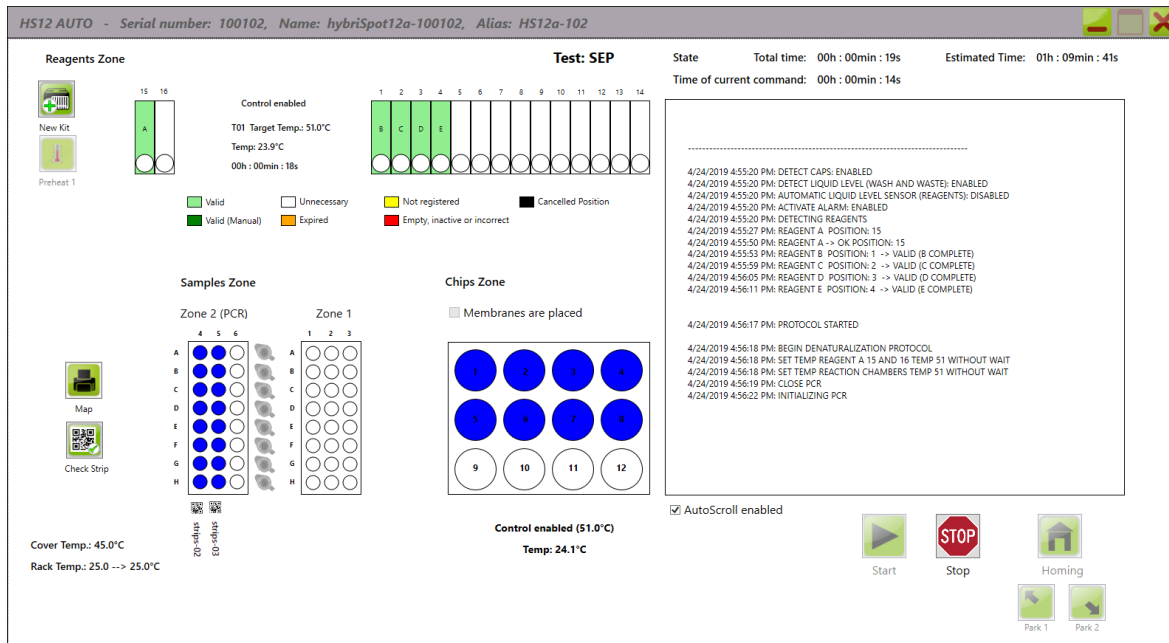 HS12 AUTO - Serial number: 100102, Name: hybriSpot12a-100102, Alias: HS12a-102
Reagents Zone
Test: SEP
State Total time: 00h : 00min : 19s Estimated Time: 01h : 09min : 41s
Time of current command: 00h : 00min : 14s
New Kit
Preheat 1
15 16
A
Control enabled
T01 Target Temp.: 51.0°C
Temp: 23.9°C
00h : 00min : 18s
1 2 3 4 5 6 7 8 9 10 11 12 13 14
B C D E
Valid Unnecessary Not registered Cancelled Position
Valid (Manual) Expired Empty, inactive or incorrect
Samples Zone
Zone 2 (PCR) Zone 1
4 5 6 1 2 3
A A
B B
C C
D D
E E
F F
G G
H H
strips-02 strips-03
Map
Check Strip
Cover Temp.: 45.0°C
Rack Temp.: 25.0 --> 25.0°C
Chips Zone
Membranes are placed
1 2 3 4
5 6 7 8
9 10 11 12
Control enabled (51.0°C)
Temp: 24.1°C
--------------------------------------------------------------------------------
4/24/2019 4:55:20 PM: DETECT CAPS: ENABLED
4/24/2019 4:55:20 PM: DETECT LIQUID LEVEL (WASH AND WASTE): ENABLED
4/24/2019 4:55:20 PM: AUTOMATIC LIQUID LEVEL SENSOR (REAGENTS): DISABLED
4/24/2019 4:55:20 PM: ACTIVATE ALARM: ENABLED
4/24/2019 4:55:20 PM: DETECTING REAGENTS
4/24/2019 4:55:27 PM: REAGENT A POSITION: 15
4/24/2019 4:55:50 PM: REAGENT A -> OK POSITION: 15
4/24/2019 4:55:53 PM: REAGENT B POSITION: 1 -> VALID (B COMPLETE)
4/24/2019 4:55:59 PM: REAGENT C POSITION: 2 -> VALID (C COMPLETE)
4/24/2019 4:56:05 PM: REAGENT D POSITION: 3 -> VALID (D COMPLETE)
4/24/2019 4:56:11 PM: REAGENT E POSITION: 4 -> VALID (E COMPLETE)
4/24/2019 4:56:17 PM: PROTOCOL STARTED
4/24/2019 4:56:18 PM: BEGIN DENATURALIZATION PROTOCOL
4/24/2019 4:56:18 PM: SET TEMP REAGENT A 15 AND 16 TEMP 51 WITHOUT WAIT
4/24/2019 4:56:18 PM: SET TEMP REACTION CHAMBERS TEMP 51 WITHOUT WAIT
4/24/2019 4:56:19 PM: CLOSE PCR
4/24/2019 4:56:22 PM: INITIALIZING PCR
AutoScroll enabled
STOP
Start Stop Homing
Park 1 Park 2